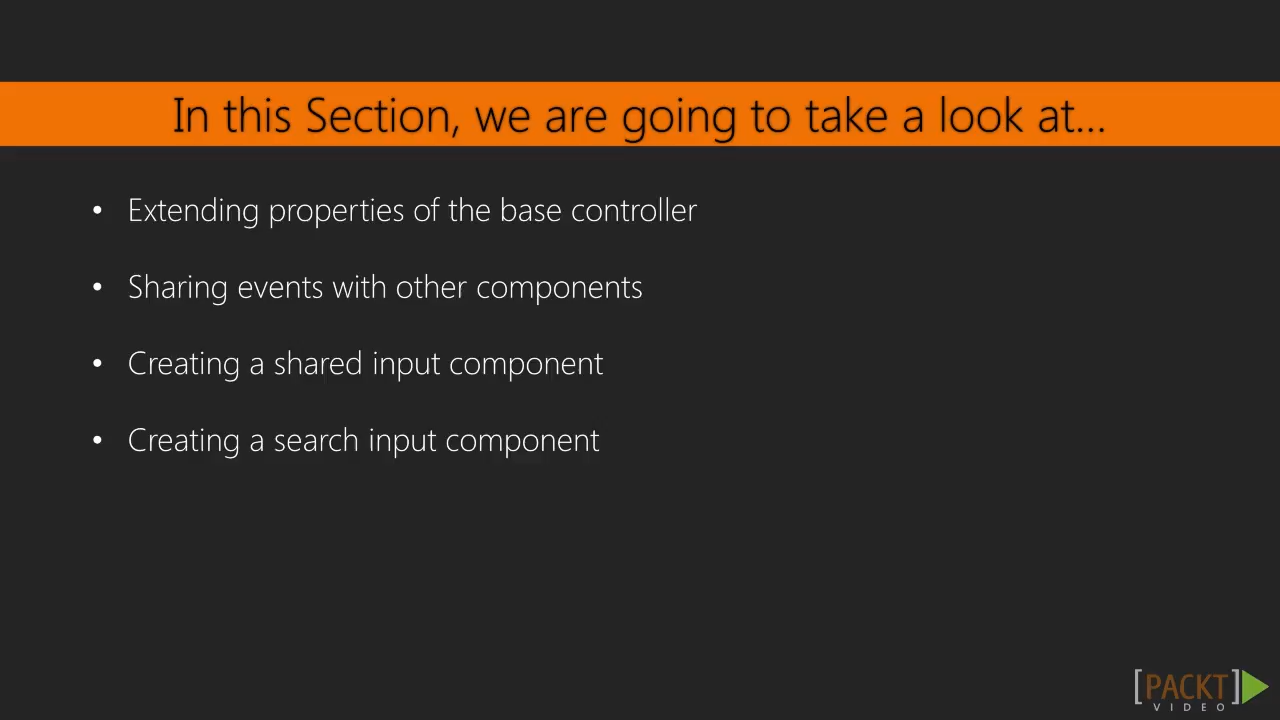 In this Section, we are going to take a look at...
• Extending properties of the base controller
• Sharing events with other components
• Creating a shared input component
• Creating a search input component
[PACKT]
VIDEO